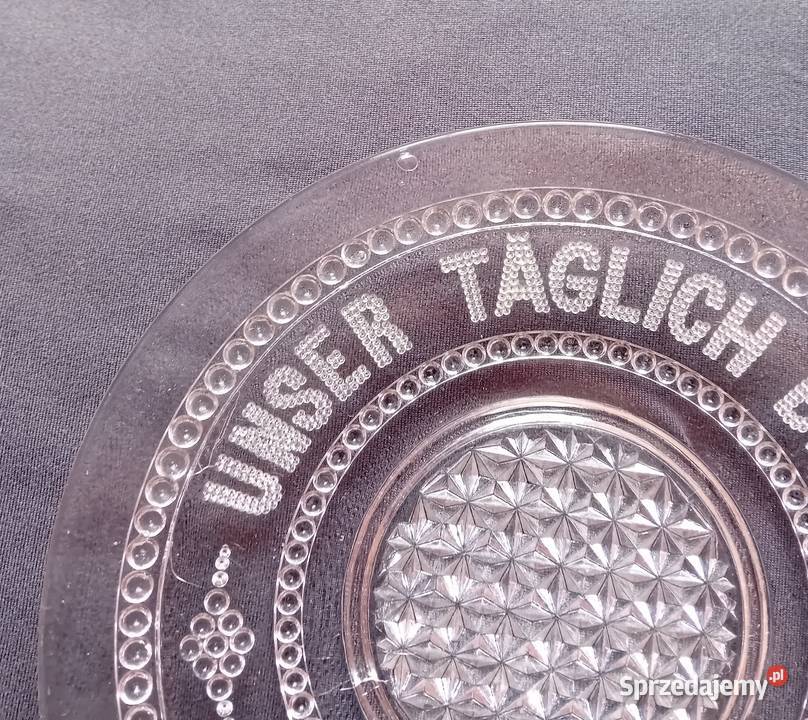 UNSER TÄGLICH
Sprzedajemy.pl